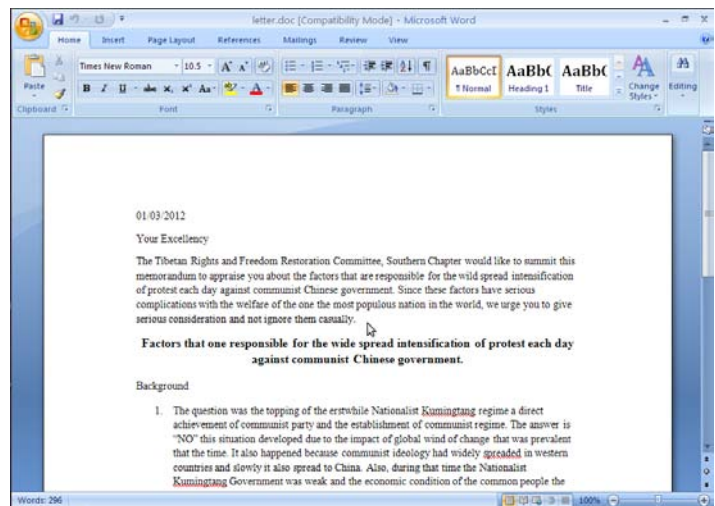 letter.doc [Compatibility Mode] - Microsoft Word
Home Insert Page Layout References Mailings Review View
Times New Roman 10.5
Paste
B I U abc x₂ x² Aa A
AaBbCcI AaBbC AaBbC
¶ Normal Heading 1 Title
Change Styles
Editing
Clipboard Font Paragraph Styles
01/03/2012
Your Excellency
The Tibetan Rights and Freedom Restoration Committee, Southern Chapter would like to summit this
memorandum to appraise you about the factors that are responsible for the wild spread intensification
of protest each day against communist Chinese government. Since these factors have serious
complications with the welfare of the one the most populous nation in the world, we urge you to give
serious consideration and not ignore them casually.
Factors that one responsible for the wide spread intensification of protest each day
against communist Chinese government.
Background
1. The question was the topping of the erstwhile Nationalist Kumingtang regime a direct
achievement of communist party and the establishment of communist regime. The answer is
“NO” this situation developed due to the impact of global wind of change that was prevalent
that the time. It also happened because communist ideology had widely spreaded in western
countries and slowly it also spread to China. Also, during that time the Nationalist
Kumingtang Government was weak and the economic condition of the common people the
Words: 296
100%